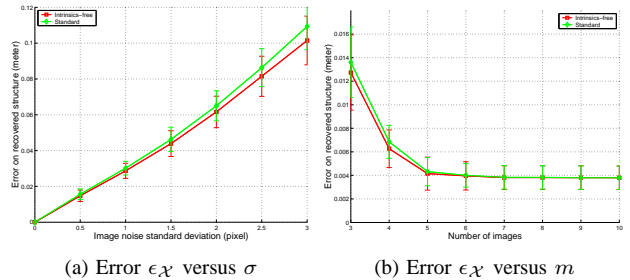 Intrinsics-free
Standard
Error on recovered structure (meter)
0.12
0.1
0.08
0.06
0.04
0.02
0
0 0.5 1 1.5 2 2.5 3
Image noise standard deviation (pixel)
(a) Error ϵ𝒳 versus σ
Intrinsics-free
Standard
Error on recovered structure (meter)
0.016
0.014
0.012
0.01
0.008
0.006
0.004
0.002
0
3 4 5 6 7 8 9 10
Number of images
(b) Error ϵ𝒳 versus m